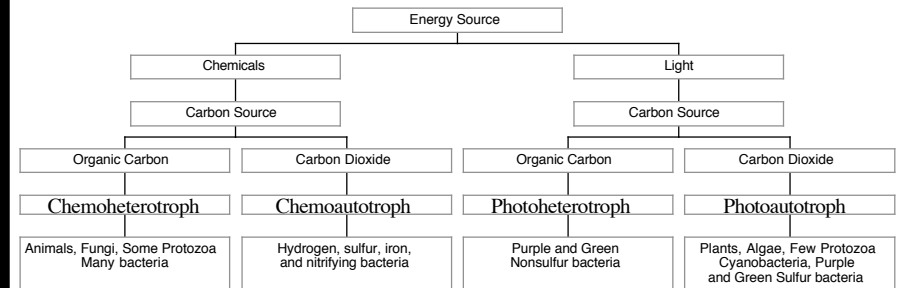 Energy Source
Chemicals
Light
Carbon Source
Carbon Source
Organic Carbon
Carbon Dioxide
Organic Carbon
Carbon Dioxide
Chemoheterotroph
Chemoautotroph
Photoheterotroph
Photoautotroph
Animals, Fungi, Some Protozoa
Many bacteria
Hydrogen, sulfur, iron,
and nitrifying bacteria
Purple and Green
Nonsulfur bacteria
Plants, Algae, Few Protozoa
Cyanobacteria, Purple
and Green Sulfur bacteria